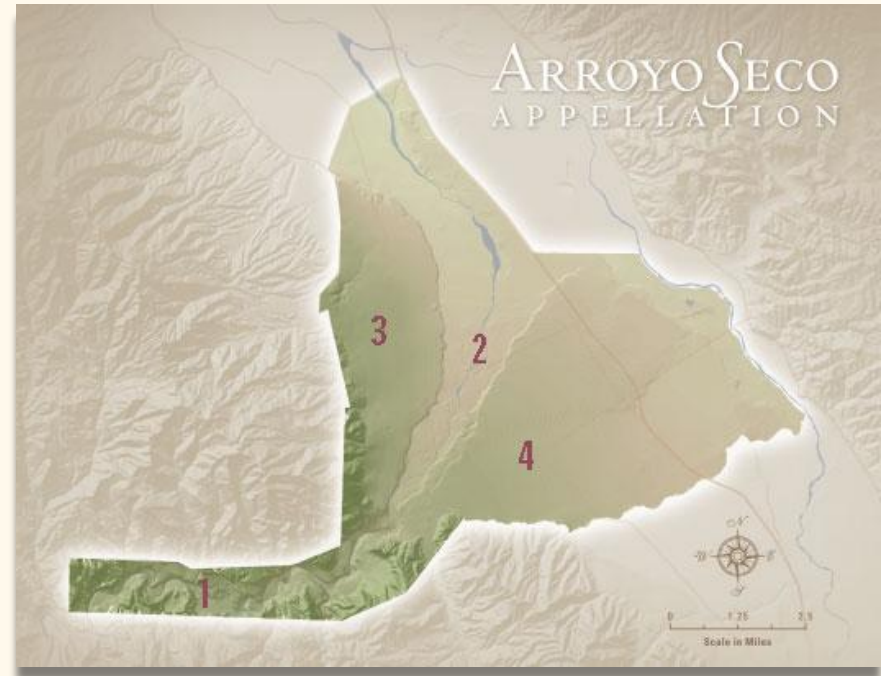 ARROYO SECO
APPELLATION
3
2
4
1
N
W E
S
0 1.25 2.5
Scale in Miles